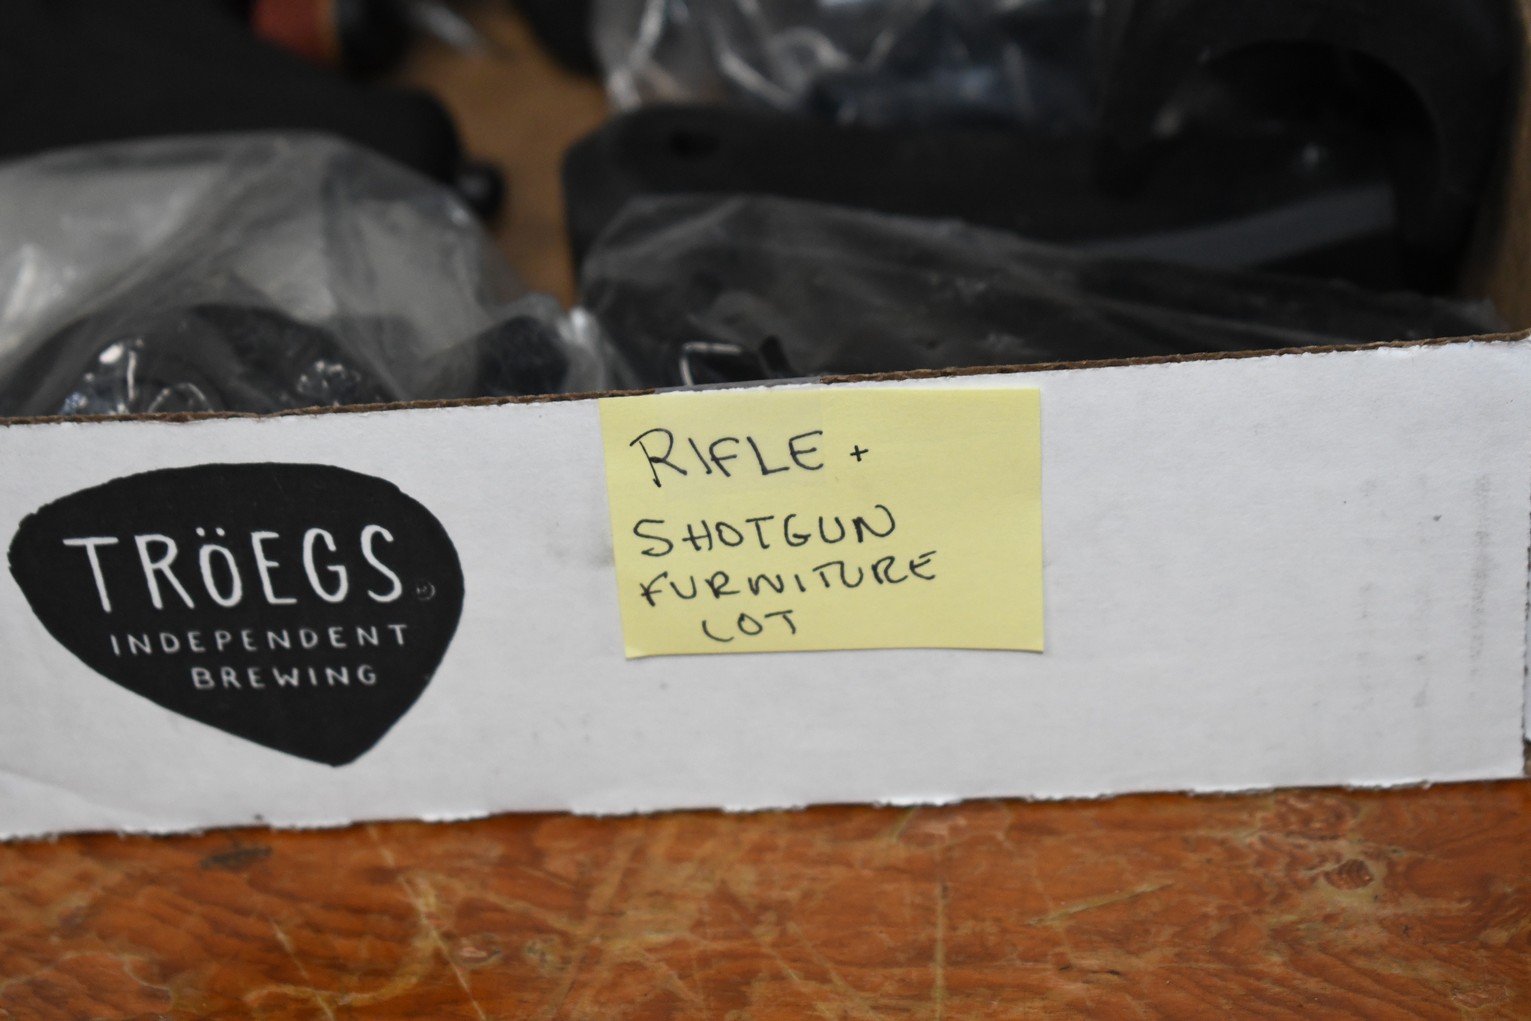 TRÖEGS
INDEPENDENT
BREWING
RIFLE +
SHOTGUN
FURNITURE
LOT